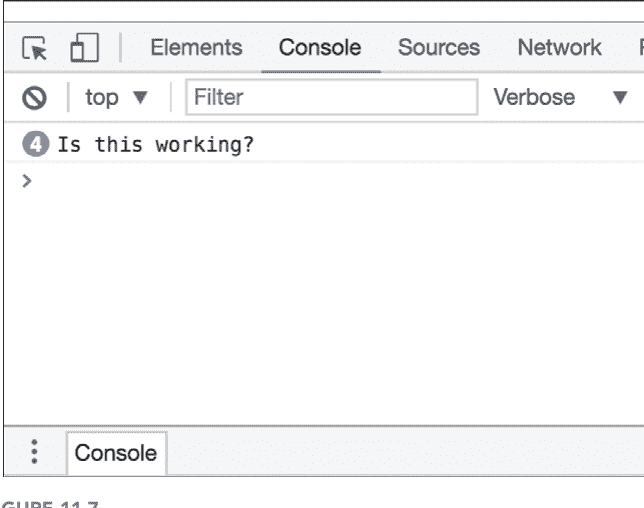 Elements Console Sources Network
top ▼ Filter Verbose ▼
4 Is this working?
>
Console